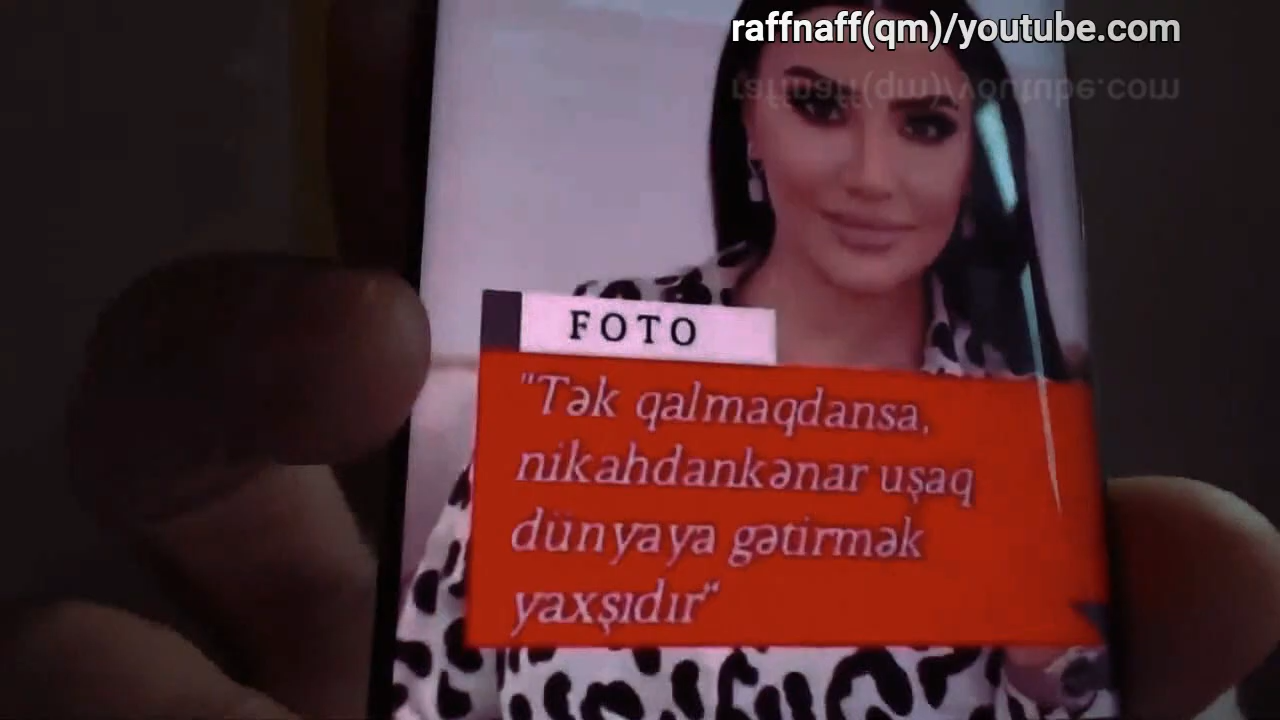 raffnaff(qm)/youtube.com
FOTO
"Tək qalmaqdansa,
nikahdankənar uşaq
dünyaya gətirmək
yaxşıdır"